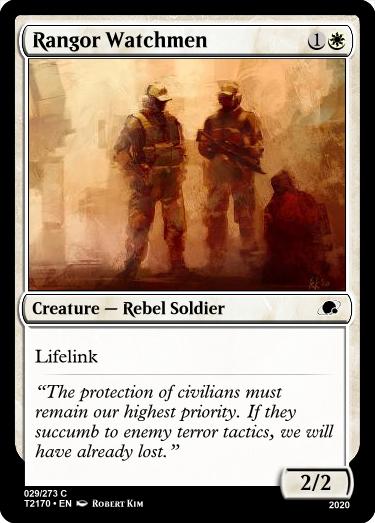 Rangor Watchmen 1
Creature — Rebel Soldier
Lifelink
“The protection of civilians must
remain our highest priority. If they
succumb to enemy terror tactics, we will
have already lost.”
2/2
029/273 C
T2170 • EN Robert Kim
2020